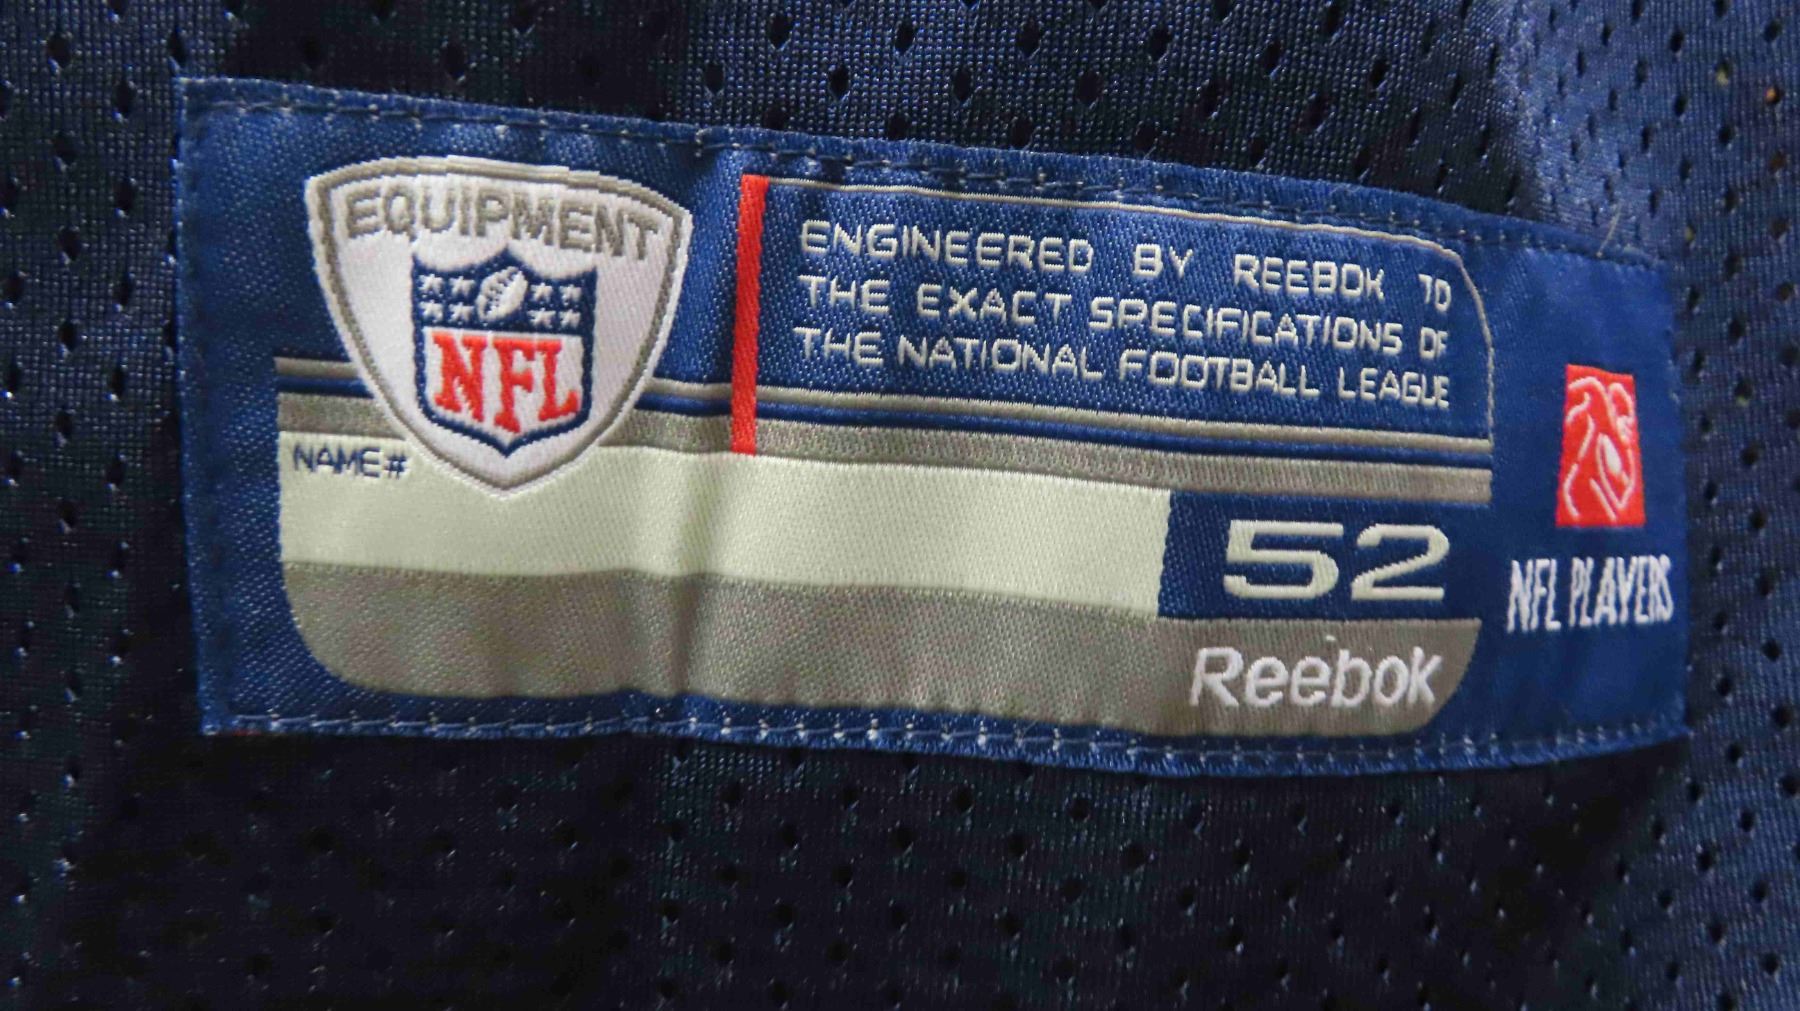 EQUIPMENT
NFL
ENGINEERED BY REEBOK TO
THE EXACT SPECIFICATIONS OF
THE NATIONAL FOOTBALL LEAGUE
NAME#
52
Reebok
NFL PLAYERS